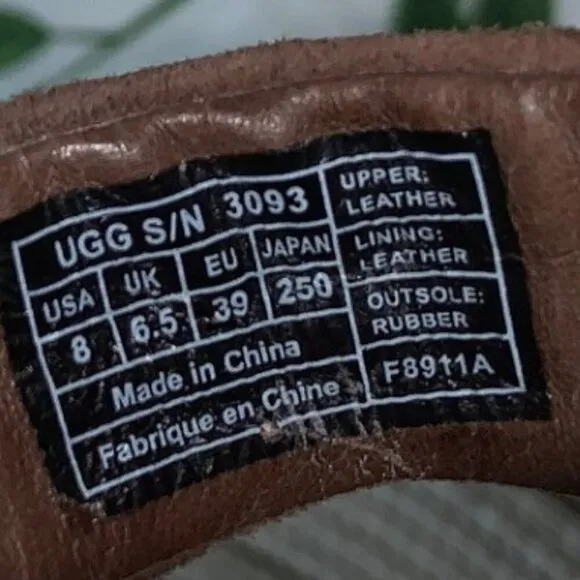 UGG S/N 3093
USA UK EU JAPAN
8 6.5 39 250
Made in China
Fabrique en Chine
UPPER:
LEATHER
LINING:
LEATHER
OUTSOLE:
RUBBER
F8911A